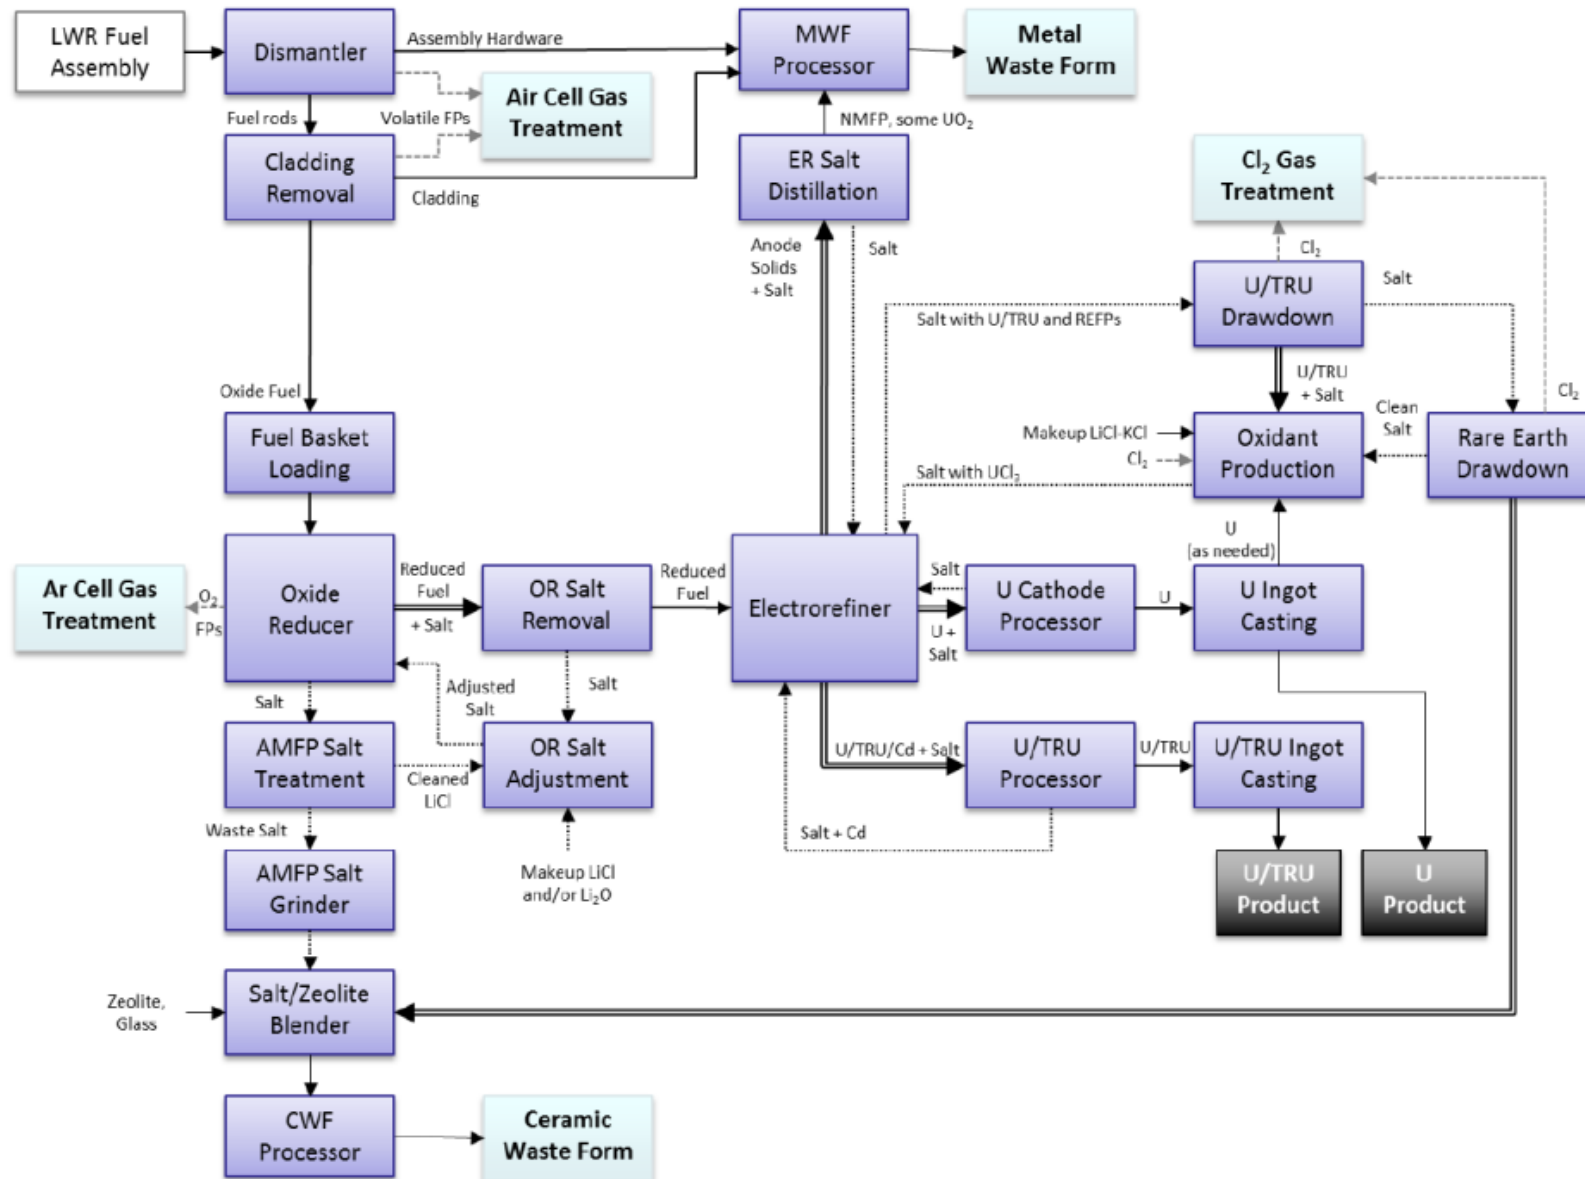 LWR Fuel
Assembly
Dismantler
Assembly Hardware
MWF
Processor
Metal
Waste Form
Air Cell Gas
Treatment
Fuel rods
Volatile FPs
NMFP, some UO₂
Cladding
Removal
Cladding
ER Salt
Distillation
Cl₂ Gas
Treatment
Anode
Solids
+ Salt
Salt
Cl₂
Salt
U/TRU
Drawdown
Salt with U/TRU and REFPs
U/TRU
+ Salt
Oxide Fuel
Clean
Salt
Cl₂
Fuel Basket
Loading
Makeup LiCl-KCl
Cl₂
Oxidant
Production
Rare Earth
Drawdown
Salt with UCl₃
U
(as needed)
Ar Cell Gas
Treatment
O₂
FPs
Oxide
Reducer
Reduced
Fuel
+ Salt
OR Salt
Removal
Reduced
Fuel
Electrorefiner
Salt
U +
Salt
U Cathode
Processor
U
U Ingot
Casting
Salt
Adjusted
Salt
Salt
AMFP Salt
Treatment
Cleaned
LiCl
OR Salt
Adjustment
U/TRU/Cd + Salt
U/TRU
Processor
U/TRU
U/TRU Ingot
Casting
Waste Salt
Salt + Cd
AMFP Salt
Grinder
Makeup LiCl
and/or Li₂O
U/TRU
Product
U
Product
Zeolite,
Glass
Salt/Zeolite
Blender
CWF
Processor
Ceramic
Waste Form